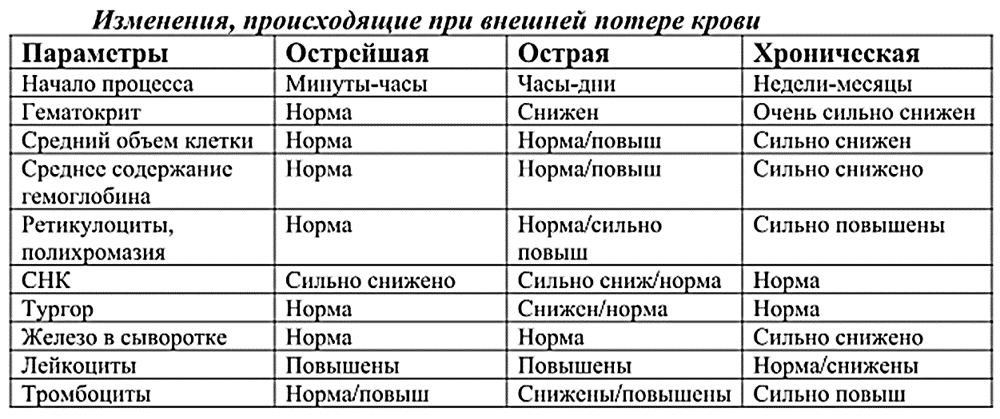 Изменения, происходящие при внешней потере крови
Параметры Острейшая Острая Хроническая
Начало процесса Минуты-часы Часы-дни Недели-месяцы
Гематокрит Норма Снижен Очень сильно снижен
Средний объем клетки Норма Норма/повыш Сильно снижен
Среднее содержание Норма Норма/повыш Сильно снижено
гемоглобина
Ретикулоциты, Норма Норма/сильно Сильно повышены
полихромазия повыш
СНК Сильно снижено Сильно сниж/норма Норма
Тургор Норма Снижен/норма Норма
Железо в сыворотке Норма Норма Сильно снижено
Лейкоциты Повышены Повышены Норма/снижены
Тромбоциты Норма/повыш Снижены/повышены Сильно повыш